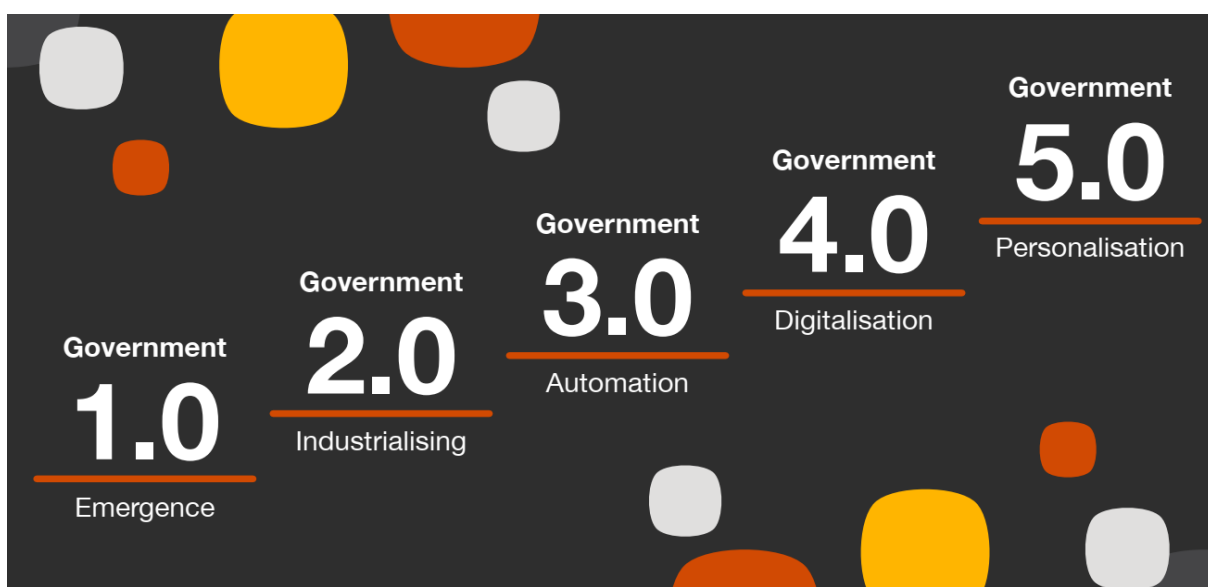 Government
1.0
Emergence
Government
2.0
Industrialising
Government
3.0
Automation
Government
4.0
Digitalisation
Government
5.0
Personalisation